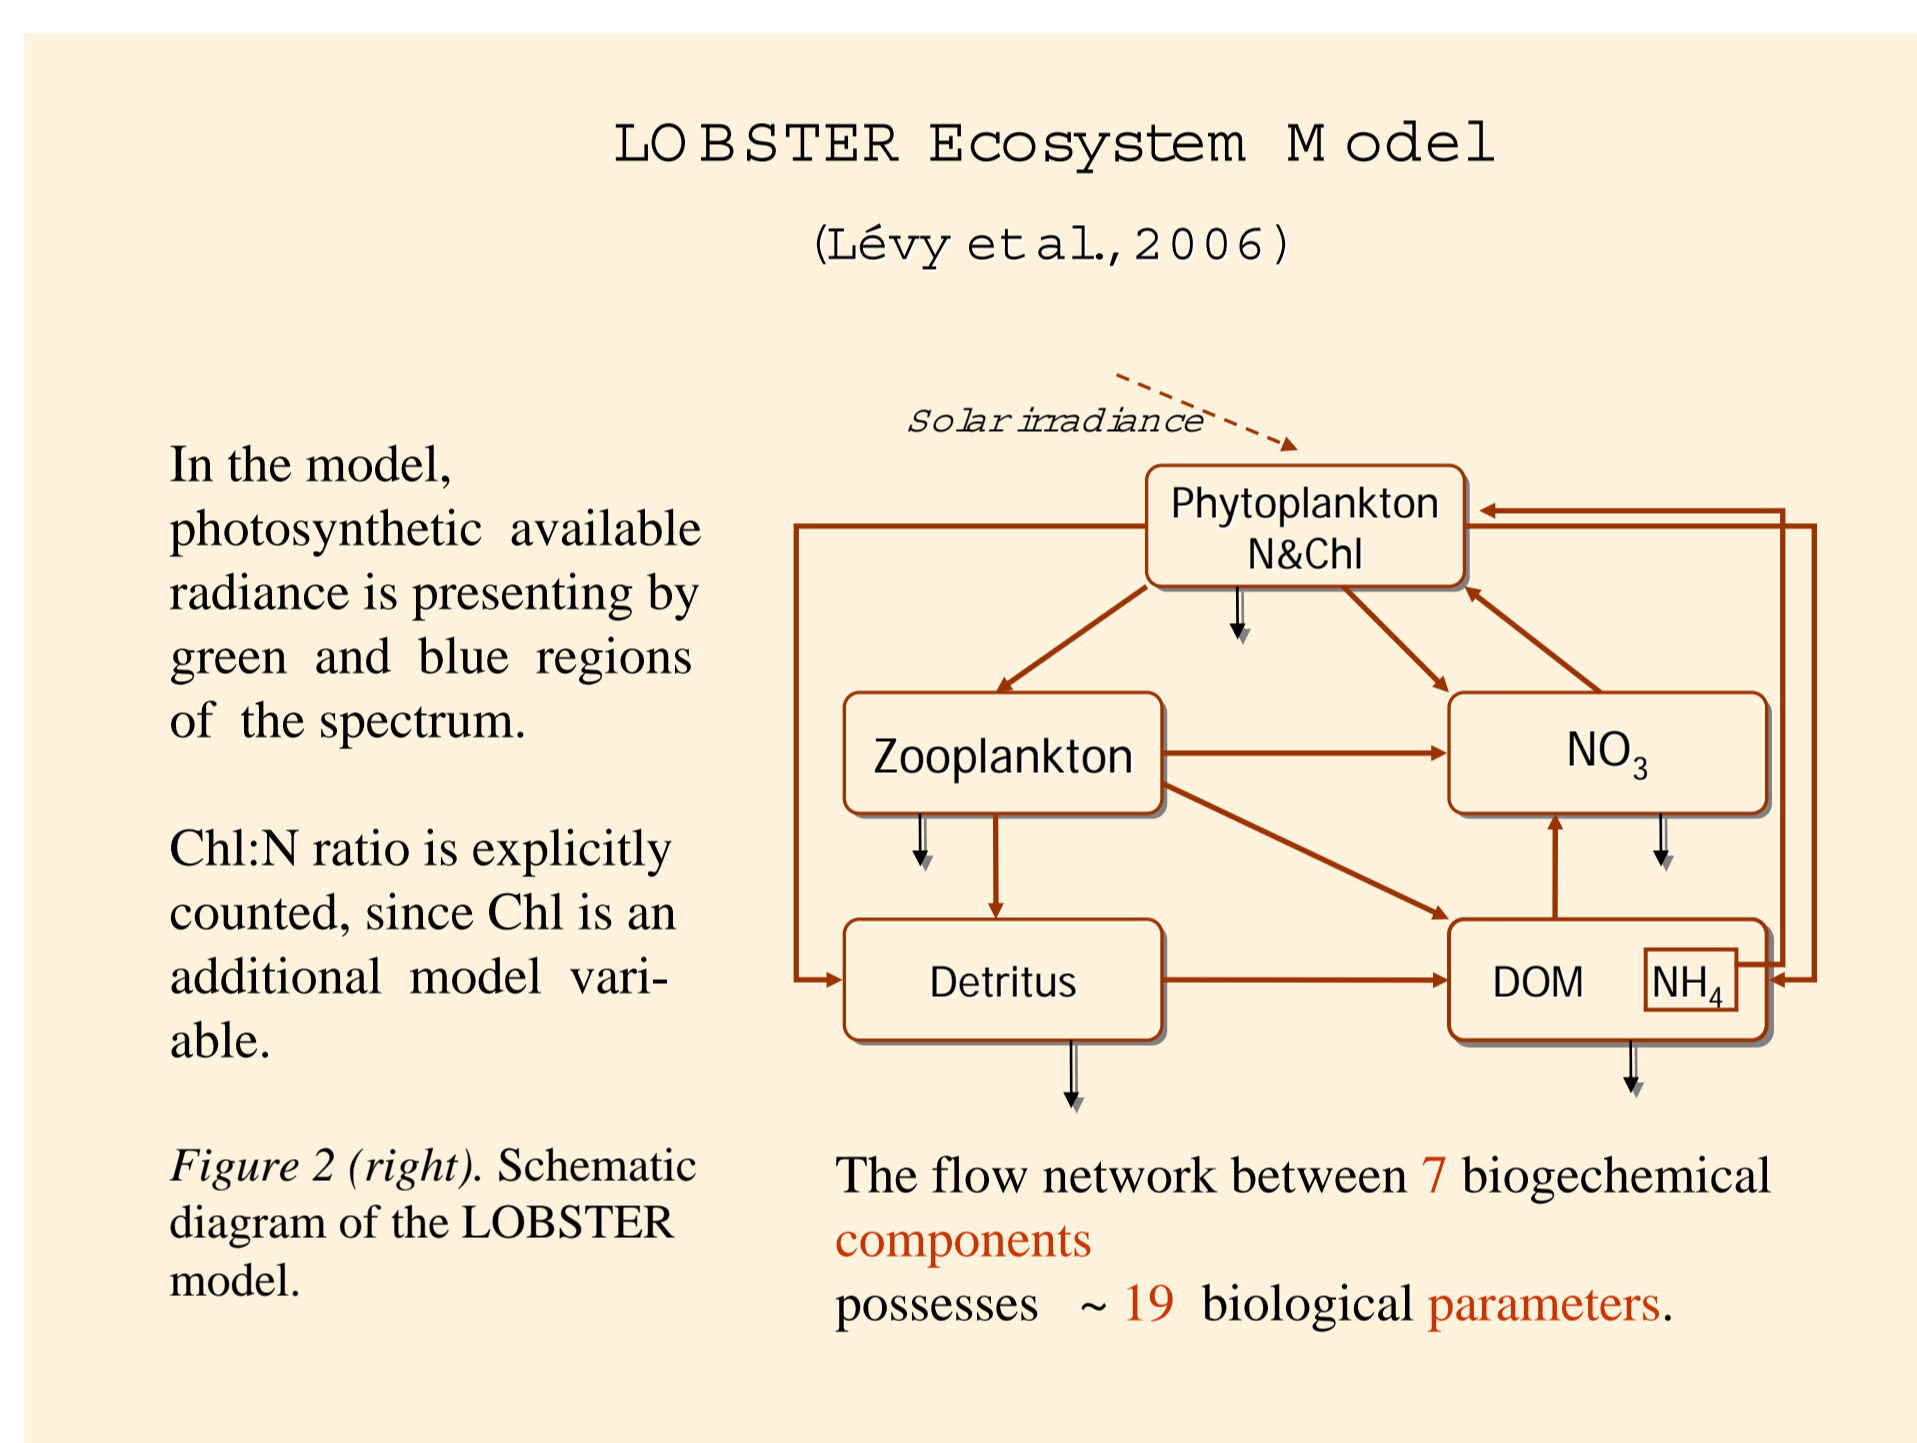 LOBSTER Ecosystem Model
(Lévy et al., 2006)
In the model,
photosynthetic available
radiance is presenting by
green and blue regions
of the spectrum.
Chl:N ratio is explicitly
counted, since Chl is an
additional model vari-
able.
Figure 2 (right). Schematic
diagram of the LOBSTER
model.
Solar irradiance
Phytoplankton
N&Chl
Zooplankton
NO3
Detritus
DOM
NH4
The flow network between 7 biogechemical
components
possesses ~ 19 biological parameters.